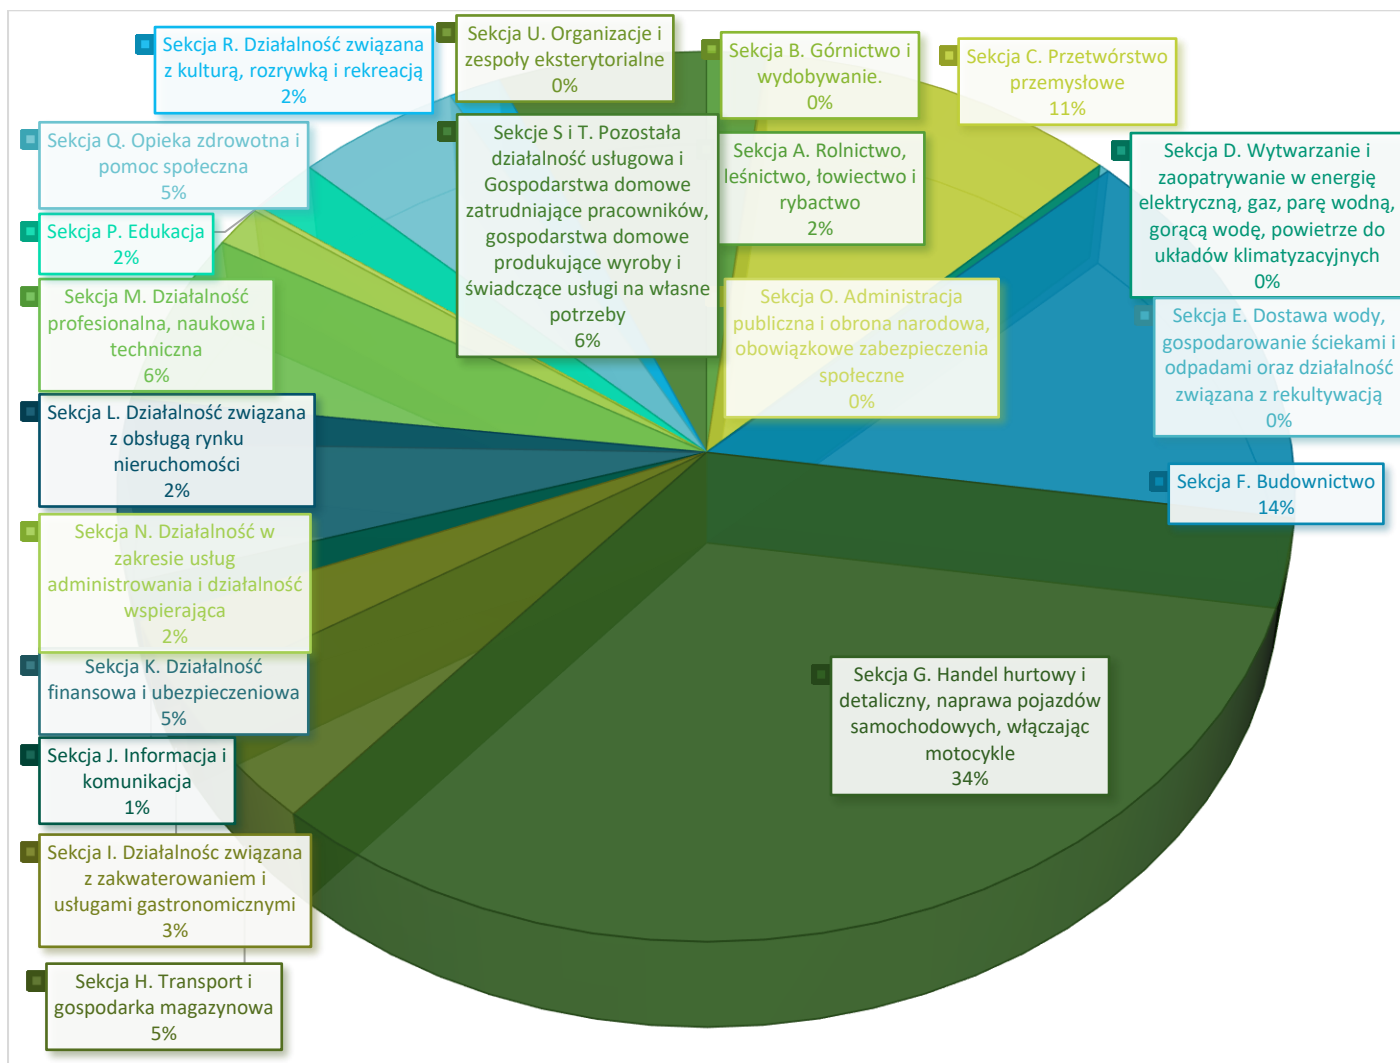 Sekcja R. Działalność związana
z kulturą, rozrywką i rekreacją
2%
Sekcja U. Organizacje i
zespoły eksterytorialne
0%
Sekcja B. Górnictwo i
wydobywanie.
0%
Sekcja C. Przetwórstwo
przemysłowe
11%
Sekcja Q. Opieka zdrowotna i
pomoc społeczna
5%
Sekcje S i T. Pozostała
działalność usługowa i
Gospodarstwa domowe
zatrudniające pracowników,
gospodarstwa domowe
produkujące wyroby i
świadczące usługi na własne
potrzeby
6%
Sekcja A. Rolnictwo,
leśnictwo, łowiectwo i
rybactwo
2%
Sekcja D. Wytwarzanie i
zaopatrywanie w energię
elektryczną, gaz, parę wodną,
gorącą wodę, powietrze do
układów klimatyzacyjnych
0%
Sekcja P. Edukacja
2%
Sekcja M. Działalność
profesjonalna, naukowa i
techniczna
6%
Sekcja O. Administracja
publiczna i obrona narodowa,
obowiązkowe zabezpieczenia
społeczne
0%
Sekcja E. Dostawa wody,
gospodarowanie ściekami i
odpadami oraz działalność
związana z rekultywacją
0%
Sekcja L. Działalność związana
z obsługą rynku
nieruchomości
2%
Sekcja F. Budownictwo
14%
Sekcja N. Działalność w
zakresie usług
administrowania i działalność
wspierająca
2%
Sekcja K. Działalność
finansowa i ubezpieczeniowa
5%
Sekcja G. Handel hurtowy i
detaliczny, naprawa pojazdów
samochodowych, włączając
motocykle
34%
Sekcja J. Informacja i
komunikacja
1%
Sekcja I. Działalnośc związana
z zakwaterowaniem i
usługami gastronomicznymi
3%
Sekcja H. Transport i
gospodarka magazynowa
5%